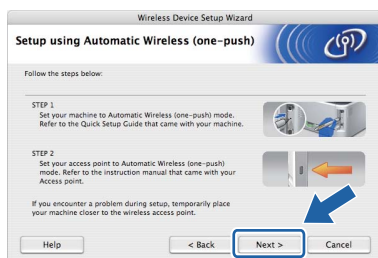 Wireless Device Setup Wizard
Setup using Automatic Wireless (one-push)
Follow the steps below:
STEP 1
Set your machine to Automatic Wireless (one-push) mode.
Refer to the Quick Setup Guide that came with your machine.
STEP 2
Set your access point to Automatic Wireless (one-push)
mode. Refer to the instruction manual that came with your
Access point.
If you encounter a problem during setup, temporarily place
your machine closer to the wireless access point.
Help
< Back
Next >
Cancel